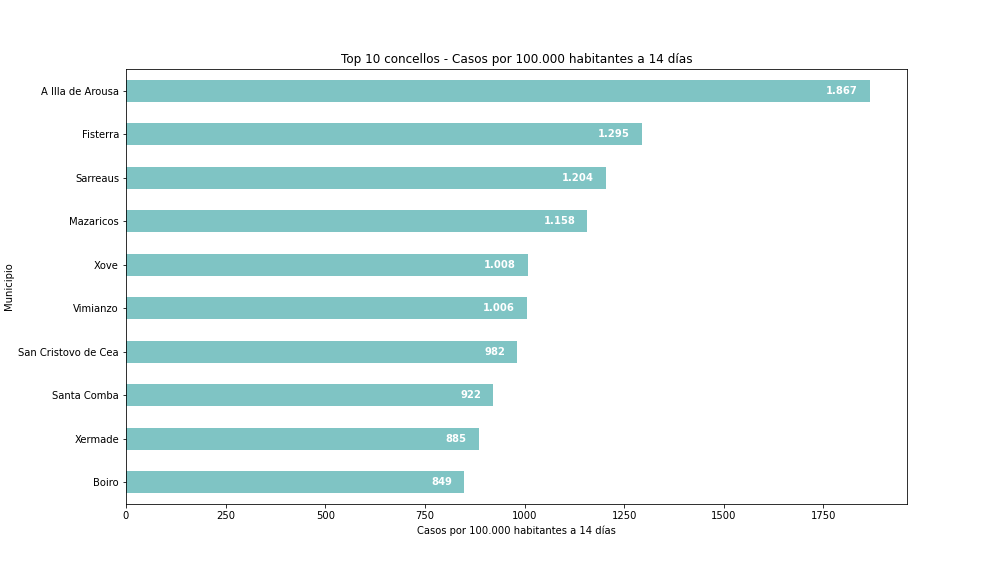 Top 10 concellos - Casos por 100.000 habitantes a 14 días
Municipio
A Illa de Arousa 1.867
Fisterra 1.295
Sarreaus 1.204
Mazaricos 1.158
Xove 1.008
Vimianzo 1.006
San Cristovo de Cea 982
Santa Comba 922
Xermade 885
Boiro 849
0 250 500 750 1000 1250 1500 1750
Casos por 100.000 habitantes a 14 días